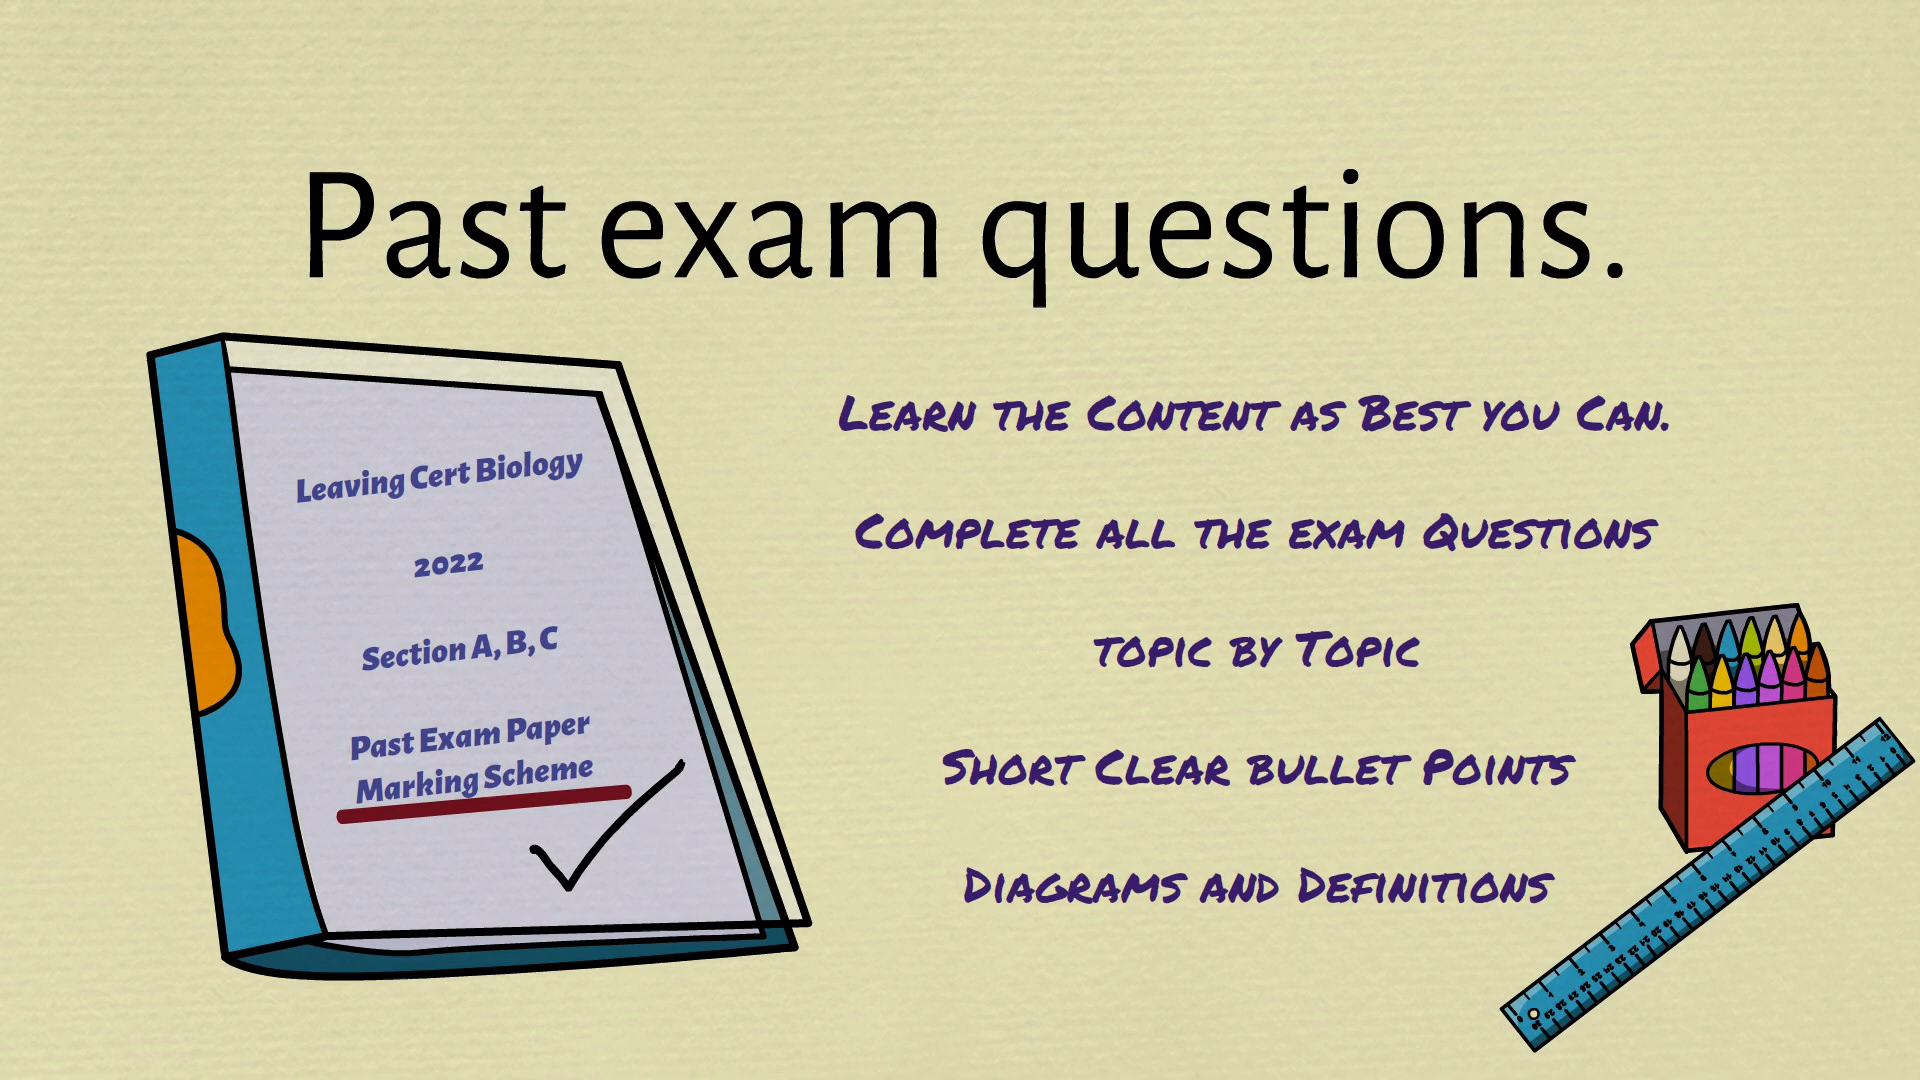 Past exam questions.
Leaving Cert Biology
2022
Section A, B, C
Past Exam Paper
Marking Scheme
Learn the Content as Best you Can.
Complete all the exam Questions
topic by Topic
Short Clear bullet Points
Diagrams and Definitions